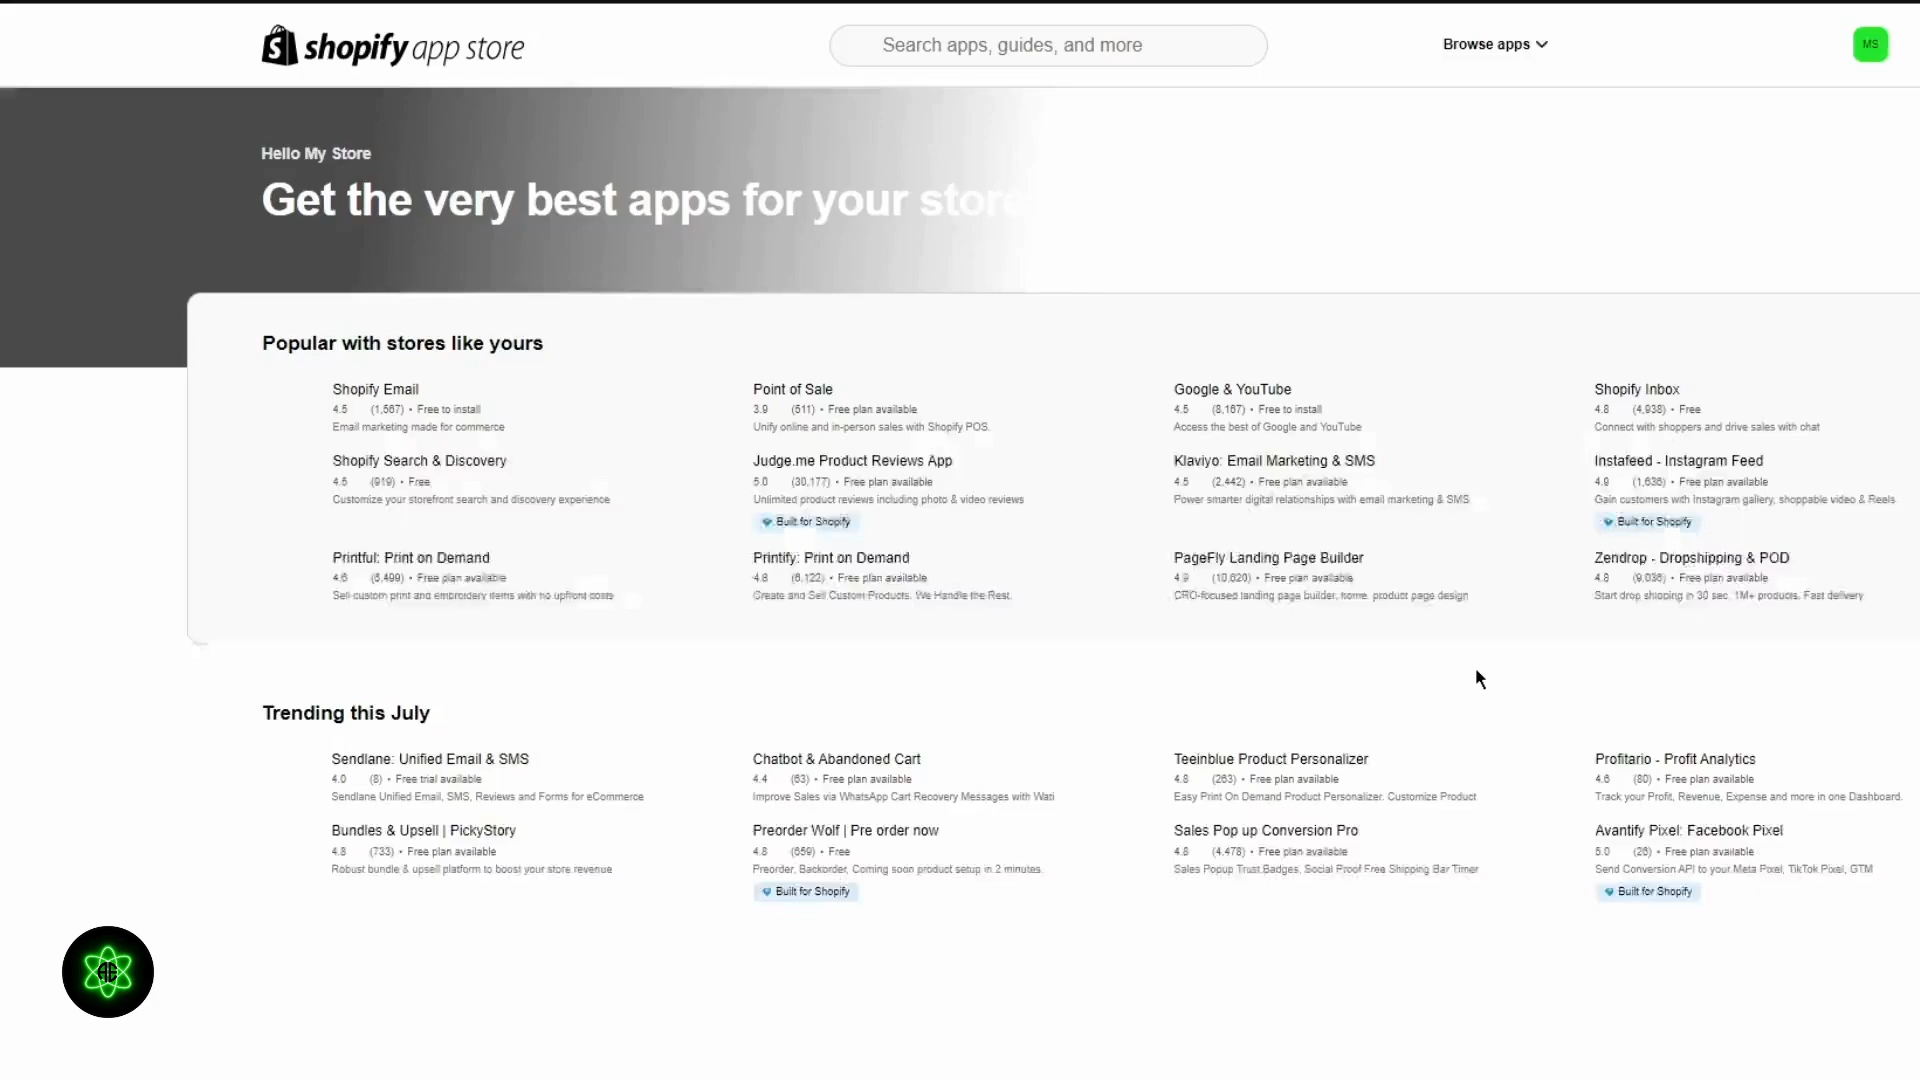 shopify app store
Search apps, guides, and more
Browse apps
MS
Hello My Store
Get the very best apps for your store
Popular with stores like yours
Shopify Email
4.5 (1,567) • Free to install
Email marketing made for commerce
Point of Sale
3.9 (511) • Free plan available
Unify online and in-person sales with Shopify POS.
Google & YouTube
4.5 (8,167) • Free to install
Access the best of Google and YouTube
Shopify Inbox
4.8 (4,938) • Free
Connect with shoppers and drive sales with chat
Shopify Search & Discovery
4.5 (919) • Free
Customize your storefront search and discovery experience
Judge.me Product Reviews App
5.0 (30,177) • Free plan available
Unlimited product reviews including photo & video reviews
Built for Shopify
Klaviyo: Email Marketing & SMS
4.5 (2,442) • Free plan available
Power smarter digital relationships with email marketing & SMS
Instafeed - Instagram Feed
4.9 (1,636) • Free plan available
Gain customers with Instagram gallery, shoppable video & Reels
Built for Shopify
Printful: Print on Demand
4.6 (6,499) • Free plan available
Sell custom print and embroidery items with no upfront costs
Printify: Print on Demand
4.8 (6,122) • Free plan available
Create and Sell Custom Products. We Handle the Rest.
PageFly Landing Page Builder
4.9 (10,620) • Free plan available
CRO-focused landing page builder, home, product page design
Zendrop - Dropshipping & POD
4.8 (9,036) • Free plan available
Start drop shipping in 30 sec. 1M+ products. Fast delivery
Trending this July
Sendlane: Unified Email & SMS
4.0 (8) • Free trial available
Sendlane Unified Email, SMS, Reviews and Forms for eCommerce
Chatbot & Abandoned Cart
4.4 (63) • Free plan available
Improve Sales via WhatsApp Cart Recovery Messages with Wati
Teeinblue Product Personalizer
4.8 (263) • Free plan available
Easy Print On Demand Product Personalizer. Customize Product
Profitario - Profit Analytics
4.6 (80) • Free plan available
Track your Profit, Revenue, Expense and more in one Dashboard.
Bundles & Upsell | PickyStory
4.8 (733) • Free plan available
Robust bundle & upsell platform to boost your store revenue
Preorder Wolf | Pre order now
4.8 (659) • Free
Preorder, Backorder, Coming soon product setup in 2 minutes.
Built for Shopify
Sales Pop up Conversion Pro
4.8 (4,478) • Free plan available
Sales Popup Trust Badges, Social Proof Free Shipping Bar Timer
Avantify Pixel: Facebook Pixel
5.0 (26) • Free plan available
Send Conversion API to your Meta Pixel, TikTok Pixel, GTM
Built for Shopify